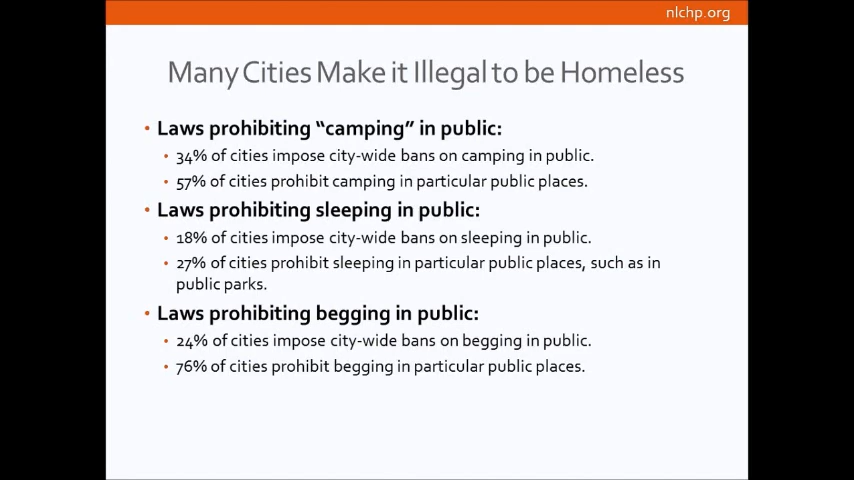 nlchp.org
Many Cities Make it Illegal to be Homeless
• Laws prohibiting “camping” in public:
• 34% of cities impose city-wide bans on camping in public.
• 57% of cities prohibit camping in particular public places.
• Laws prohibiting sleeping in public:
• 18% of cities impose city-wide bans on sleeping in public.
• 27% of cities prohibit sleeping in particular public places, such as in
public parks.
• Laws prohibiting begging in public:
• 24% of cities impose city-wide bans on begging in public.
• 76% of cities prohibit begging in particular public places.